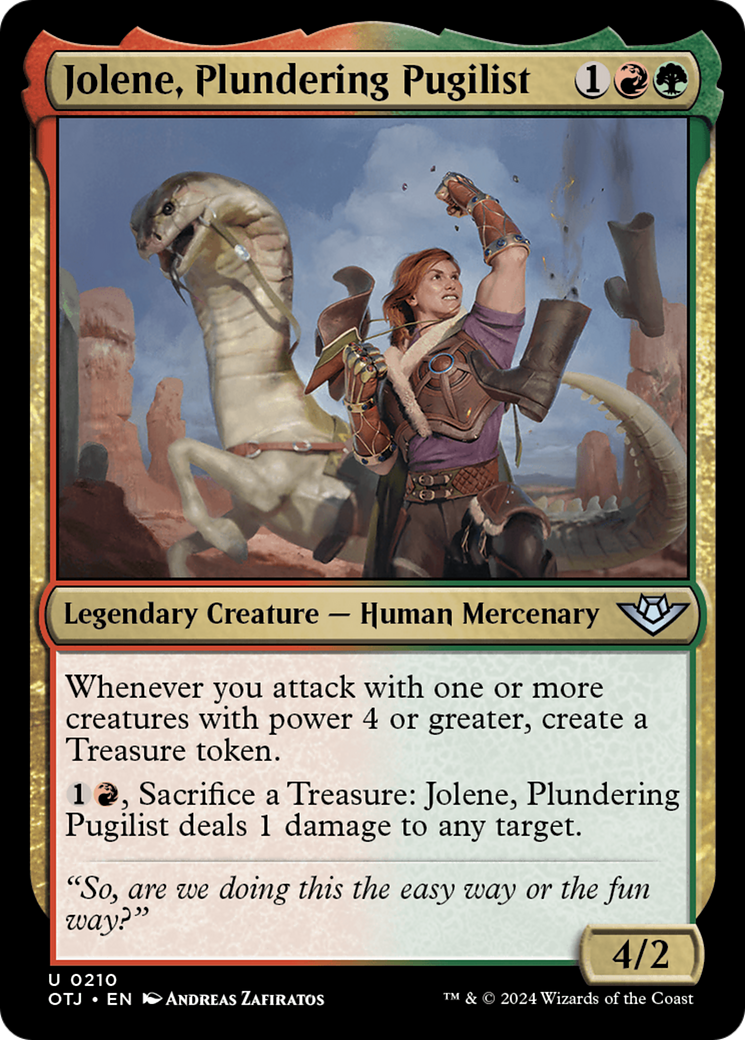 Jolene, Plundering Pugilist 1
Legendary Creature — Human Mercenary
Whenever you attack with one or more
creatures with power 4 or greater, create a
Treasure token.
1, Sacrifice a Treasure: Jolene, Plundering
Pugilist deals 1 damage to any target.
“So, are we doing this the easy way or the fun
way?”
4/2
U 0210
OTJ • EN Andreas Zafiratos
™ & © 2024 Wizards of the Coast